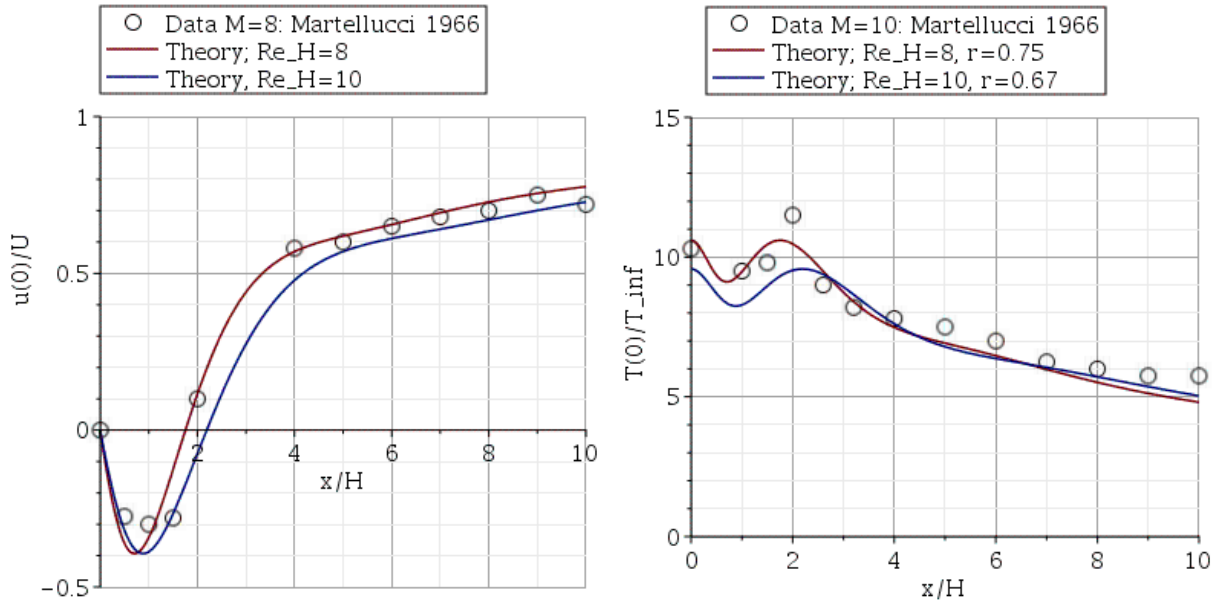 Data M=8: Martellucci 1966
Theory; Re_H=8
Theory, Re_H=10
1
0.5
0
-0.5
2
4
6
8
10
u(0)/U
x/H
Data M=10: Martellucci 1966
Theory; Re_H=8, r=0.75
Theory; Re_H=10, r=0.67
15
10
5
0
0
2
4
6
8
10
T(0)/T_inf
x/H